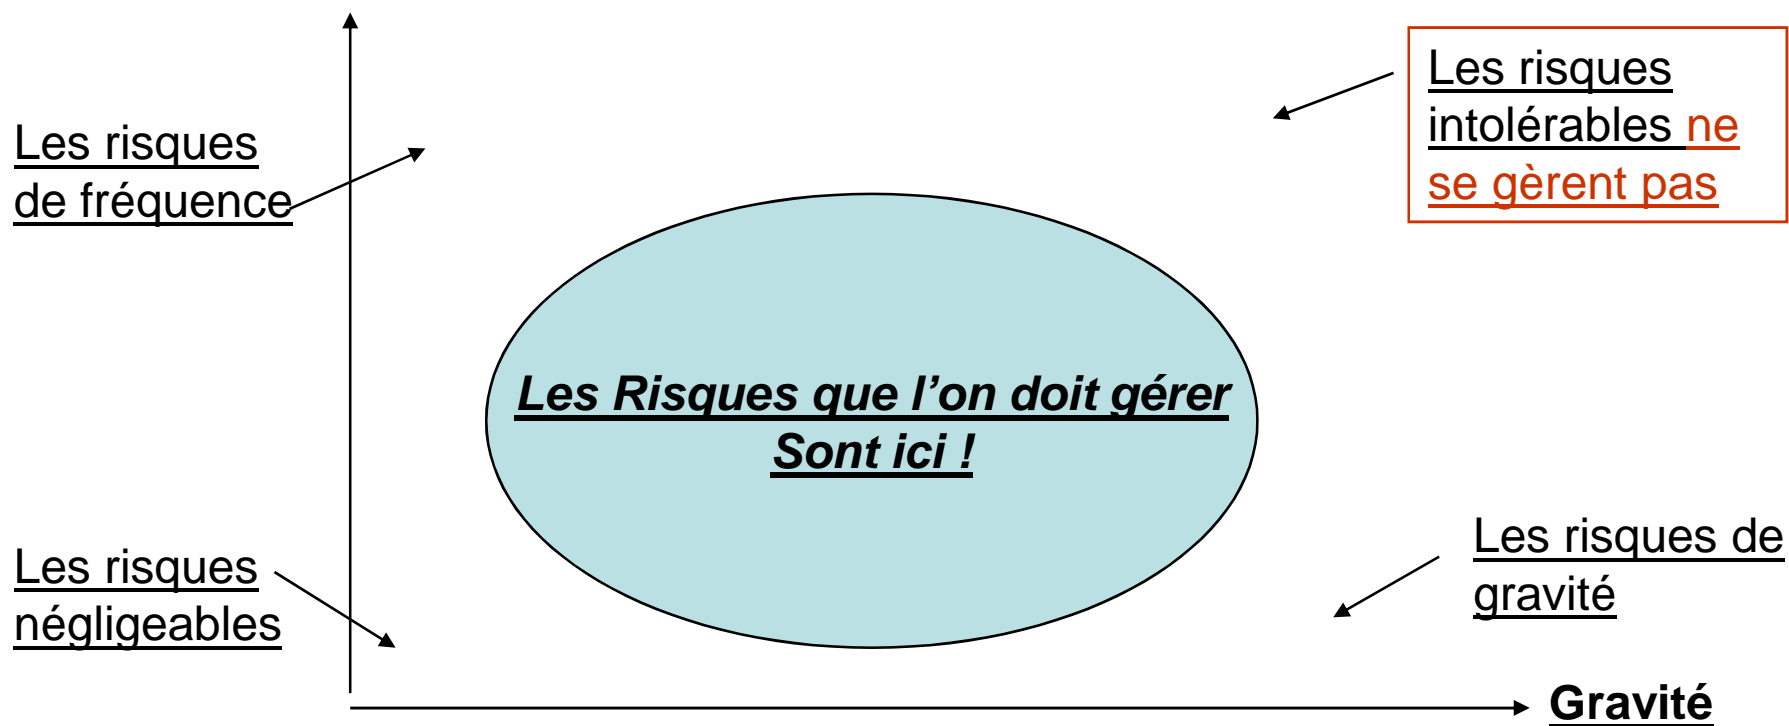 Les risques
intolérables ne
se gèrent pas
Les risques
de fréquence
Les Risques que l’on doit gérer
Sont ici !
Les risques
négligeables
Les risques de
gravité
Gravité